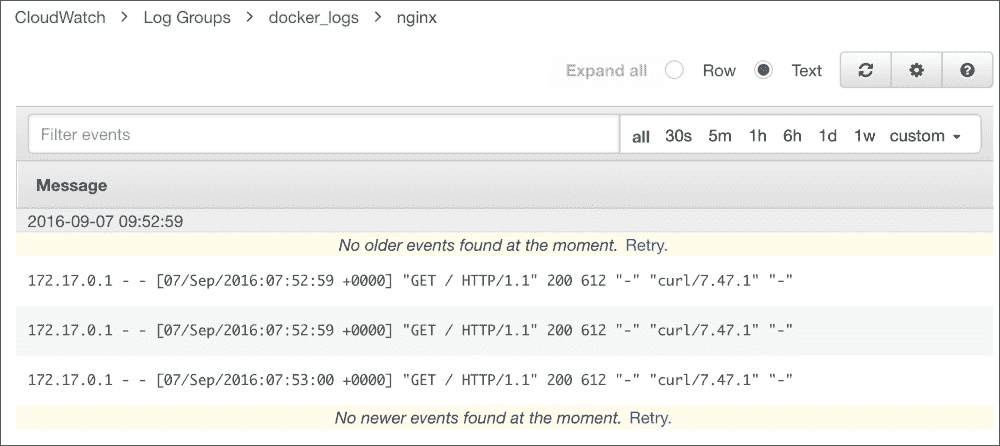 CloudWatch > Log Groups > docker_logs > nginx
Expand all Row Text
Filter events all 30s 5m 1h 6h 1d 1w custom
Message
2016-09-07 09:52:59
No older events found at the moment. Retry.
172.17.0.1 - - [07/Sep/2016:07:52:59 +0000] "GET / HTTP/1.1" 200 612 "-" "curl/7.47.1" "-"
172.17.0.1 - - [07/Sep/2016:07:52:59 +0000] "GET / HTTP/1.1" 200 612 "-" "curl/7.47.1" "-"
172.17.0.1 - - [07/Sep/2016:07:53:00 +0000] "GET / HTTP/1.1" 200 612 "-" "curl/7.47.1" "-"
No newer events found at the moment. Retry.